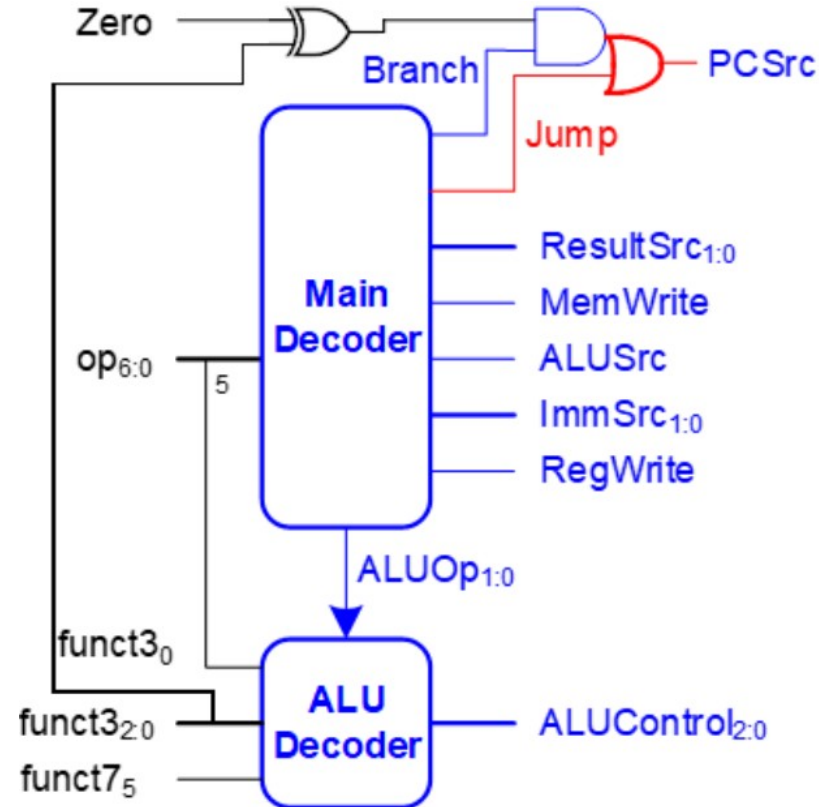 Zero
Branch
PCSrc
Jump
Main
Decoder
ResultSrc1:0
MemWrite
ALUSrc
ImmSrc1:0
RegWrite
op6:0
5
ALUOp1:0
funct30
funct32:0
funct75
ALU
Decoder
ALUControl2:0